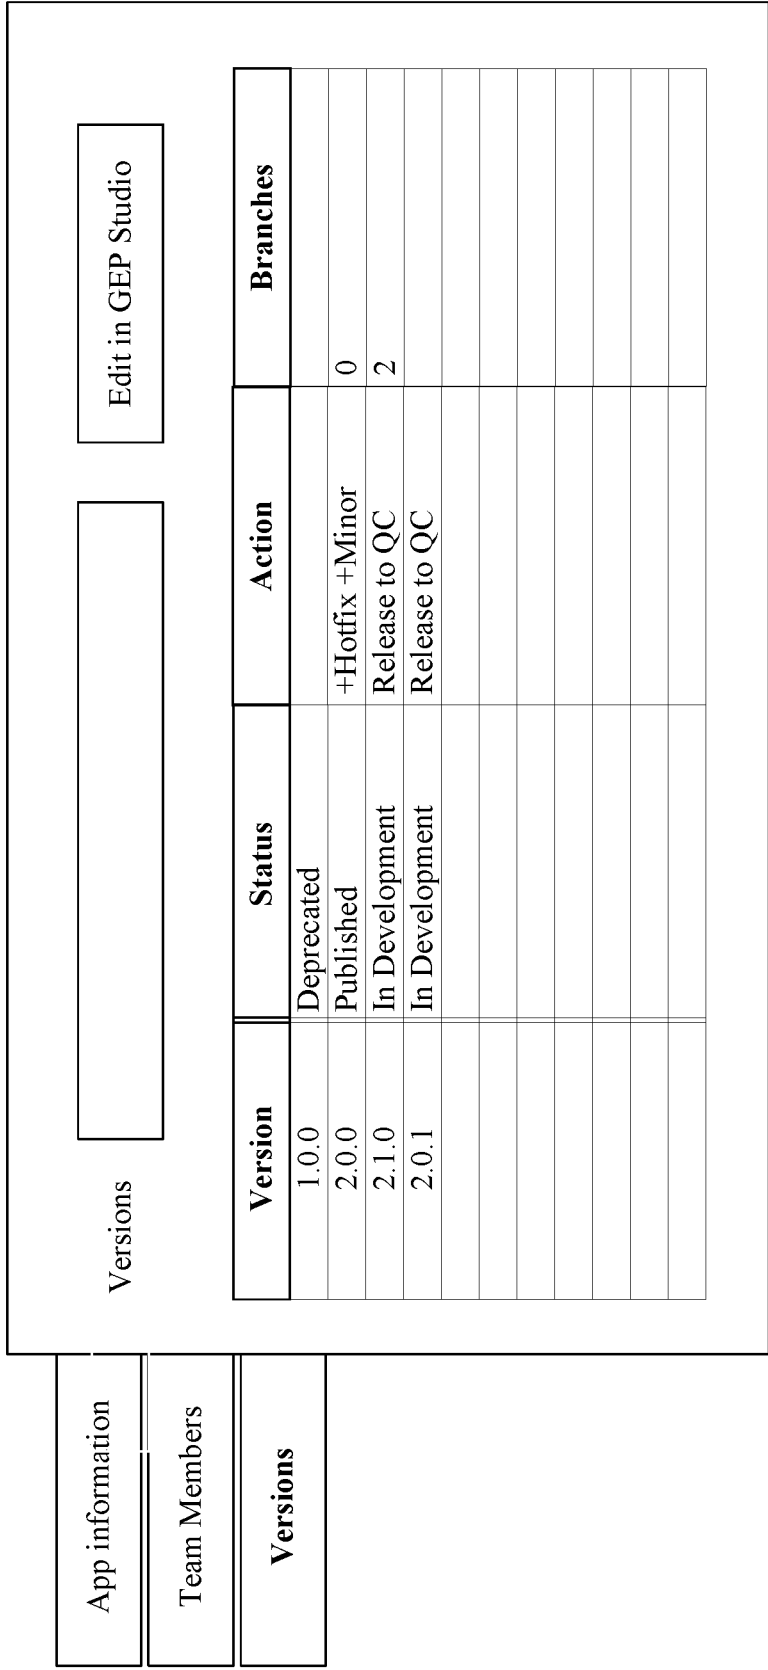 App information
Team Members
Versions
Versions
Edit in GEP Studio
Version Status Action Branches
1.0.0 Deprecated
2.0.0 Published +Hotfix +Minor 0
2.1.0 In Development Release to QC 2
2.0.1 In Development Release to QC